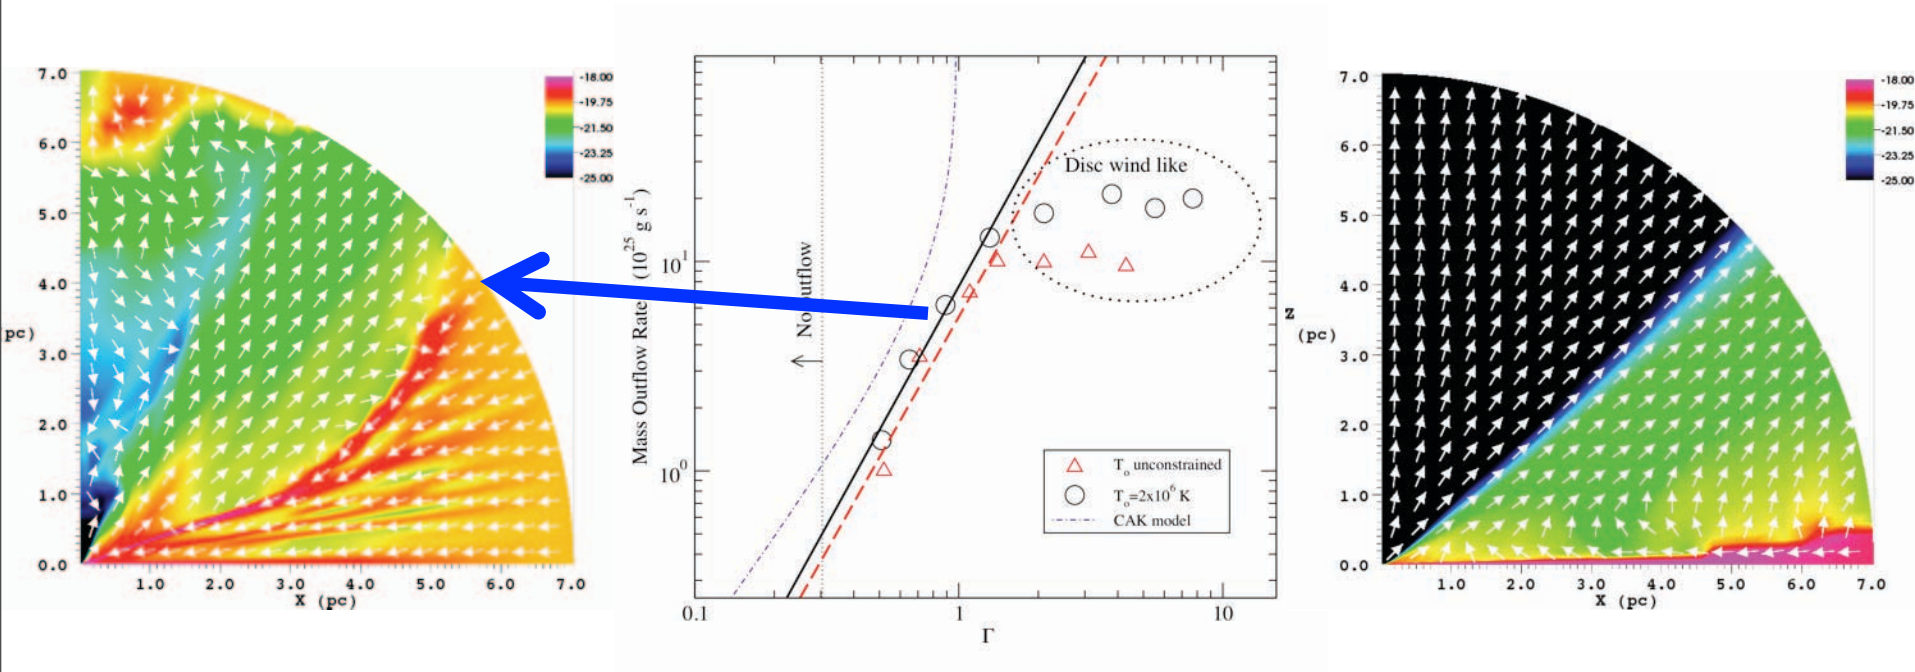 7.0
6.0
5.0
4.0
pc)
3.0
2.0
1.0
0.0
1.0 2.0 3.0 4.0 5.0 6.0 7.0
X (pc)
-18.00
-19.75
-21.50
-23.25
-25.00
Mass Outflow Rate (10^25 g s^-1)
10^1
10^0
No outflow
Disc wind like
T_o unconstrained
T_o=2x10^6 K
CAK model
0.1 1 10
Γ
Z
(pc)
7.0
6.0
5.0
4.0
3.0
2.0
1.0
0.0
1.0 2.0 3.0 4.0 5.0 6.0 7.0
X (pc)
-18.00
-19.75
-21.50
-23.25
-25.00